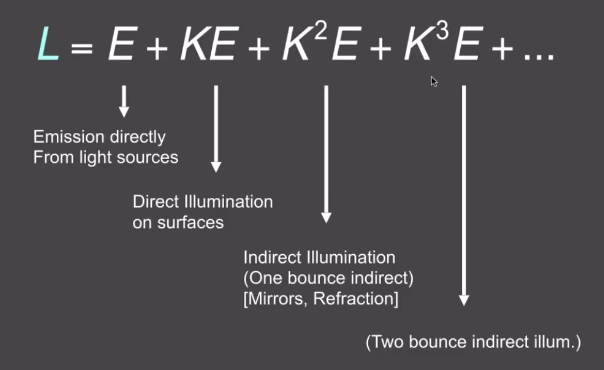 L = E + KE + K²E + K³E + ...
Emission directly
From light sources
Direct Illumination
on surfaces
Indirect Illumination
(One bounce indirect)
[Mirrors, Refraction]
(Two bounce indirect illum.)